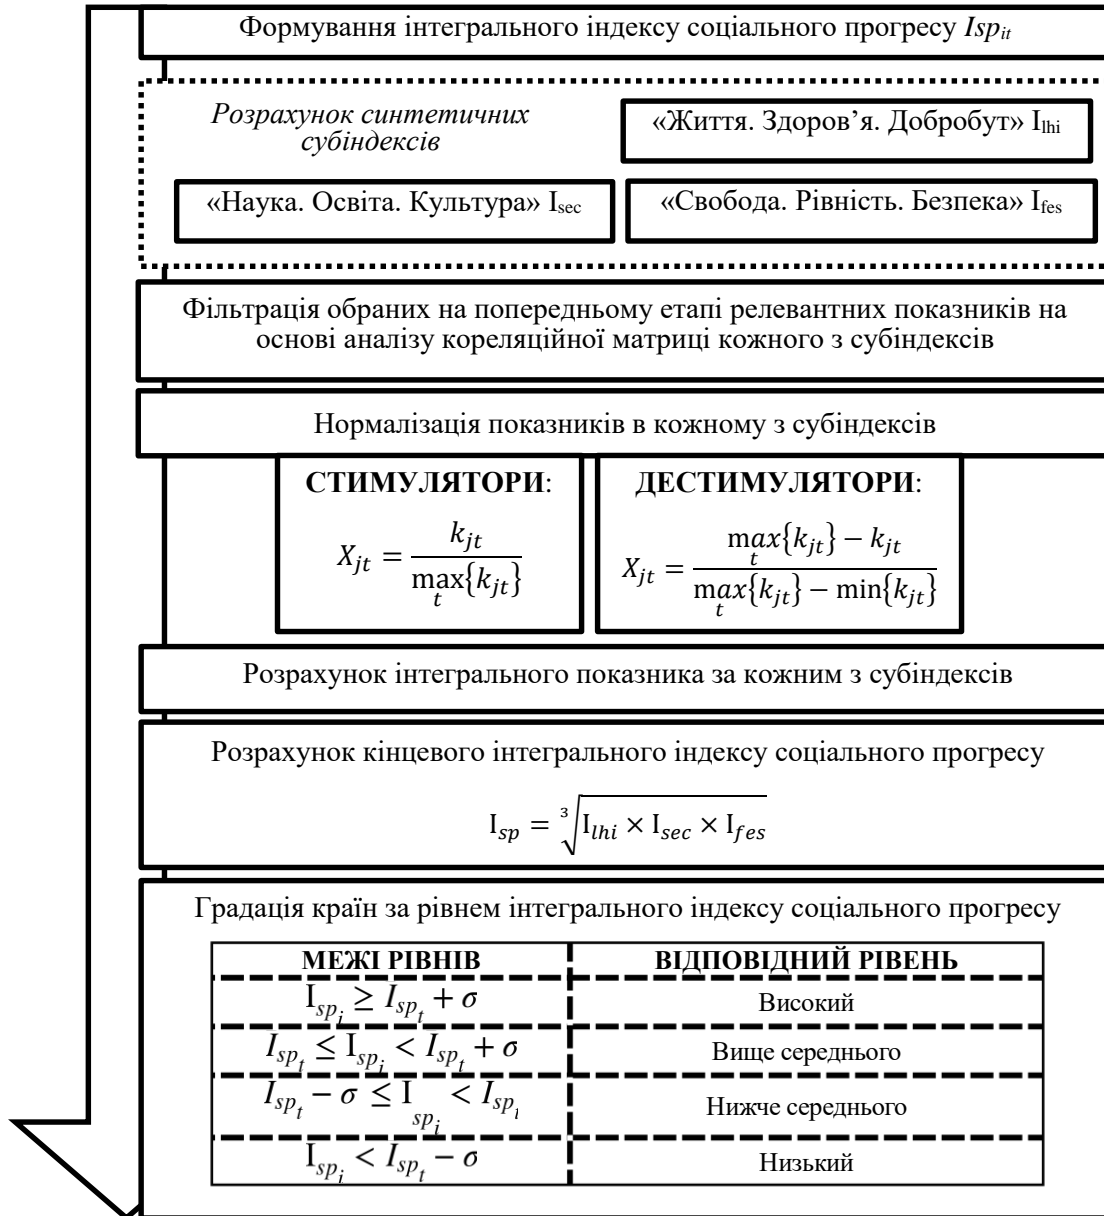 Формування інтегрального індексу соціального прогресу Isp_it
Розрахунок синтетичних
субіндексів
«Життя. Здоров’я. Добробут» I_lhi
«Наука. Освіта. Культура» I_sec
«Свобода. Рівність. Безпека» I_fes
Фільтрація обраних на попередньому етапі релевантних показників на
основі аналізу кореляційної матриці кожного з субіндексів
Нормалізація показників в кожному з субіндексів
СТИМУЛЯТОРИ:
X_jt = k_jt / max_t{k_jt}
ДЕСТИМУЛЯТОРИ:
X_jt = (max_t{k_jt} − k_jt) / (max_t{k_jt} − min{k_jt})
Розрахунок інтегрального показника за кожним з субіндексів
Розрахунок кінцевого інтегрального індексу соціального прогресу
I_sp = ∛(I_lhi × I_sec × I_fes)
Градація країн за рівнем інтегрального індексу соціального прогресу
МЕЖІ РІВНІВ ВІДПОВІДНИЙ РІВЕНЬ
I_sp_i ≥ I_sp_t + σ Високий
I_sp_t ≤ I_sp_i < I_sp_t + σ Вище середнього
I_sp_t − σ ≤ I_sp_i < I_sp_t Нижче середнього
I_sp_i < I_sp_t − σ Низький